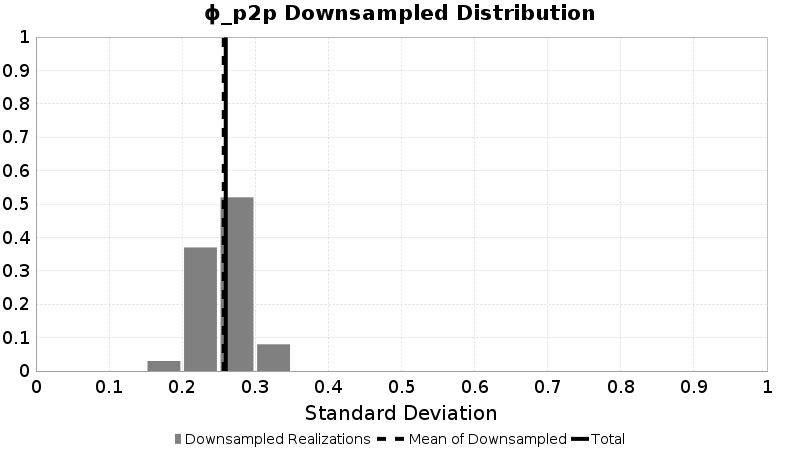 ϕ_p2p Downsampled Distribution
1
0.9
0.8
0.7
0.6
0.5
0.4
0.3
0.2
0.1
0
0 0.1 0.2 0.3 0.4 0.5 0.6 0.7 0.8 0.9 1
Standard Deviation
Downsampled Realizations Mean of Downsampled Total